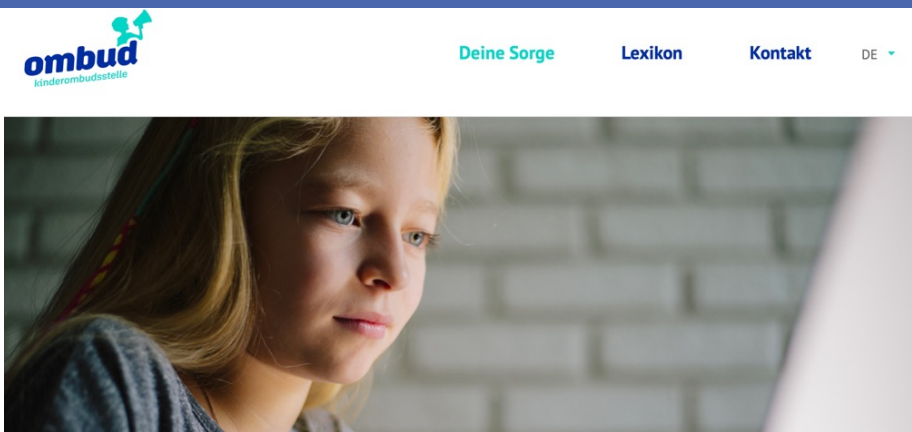 ombud
kinderombudsstelle
Deine Sorge
Lexikon
Kontakt
DE